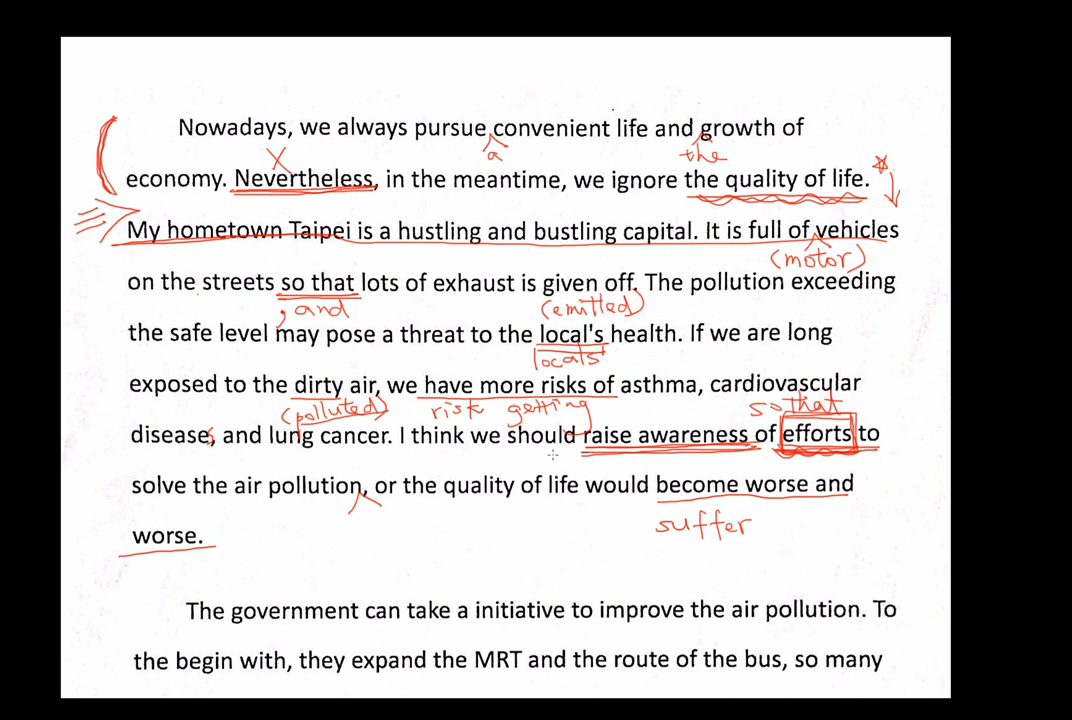 Nowadays, we always pursue convenient life and growth of
X a the
economy. Nevertheless, in the meantime, we ignore the quality of life.
My hometown Taipei is a hustling and bustling capital. It is full of vehicles
(motor)
on the streets so that lots of exhaust is given off. The pollution exceeding
, and (emitted)
the safe level may pose a threat to the local's health. If we are long
locals'
exposed to the dirty air, we have more risks of asthma, cardiovascular
(polluted) risk getting so that
disease, and lung cancer. I think we should raise awareness of efforts to
s
solve the air pollution, or the quality of life would become worse and
suffer
worse.
The government can take a initiative to improve the air pollution. To
the begin with, they expand the MRT and the route of the bus, so many